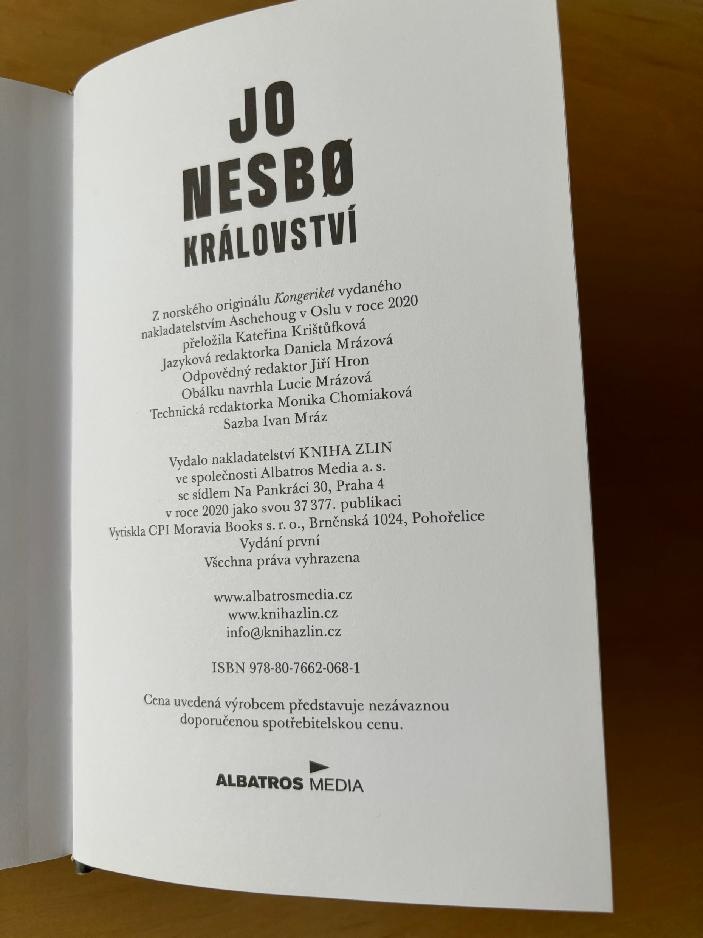 JO
NESBØ
KRÁLOVSTVÍ
Z norského originálu Kongeriket vydaného
nakladatelstvím Aschehoug v Oslu v roce 2020
přeložila Kateřina Krištůfková
Jazyková redaktorka Daniela Mrázová
Odpovědný redaktor Jiří Hron
Obálku navrhla Lucie Mrázová
Technická redaktorka Monika Chomiaková
Sazba Ivan Mráz
Vydalo nakladatelství KNIHA ZLIN
ve společnosti Albatros Media a. s.
se sídlem Na Pankráci 30, Praha 4
v roce 2020 jako svou 37 377. publikaci
Vytiskla CPI Moravia Books s. r. o., Brněnská 1024, Pohořelice
Vydání první
Všechna práva vyhrazena
www.albatrosmedia.cz
www.knihazlin.cz
info@knihazlin.cz
ISBN 978-80-7662-068-1
Cena uvedená výrobcem představuje nezávaznou
doporučenou spotřebitelskou cenu.
ALBATROS MEDIA